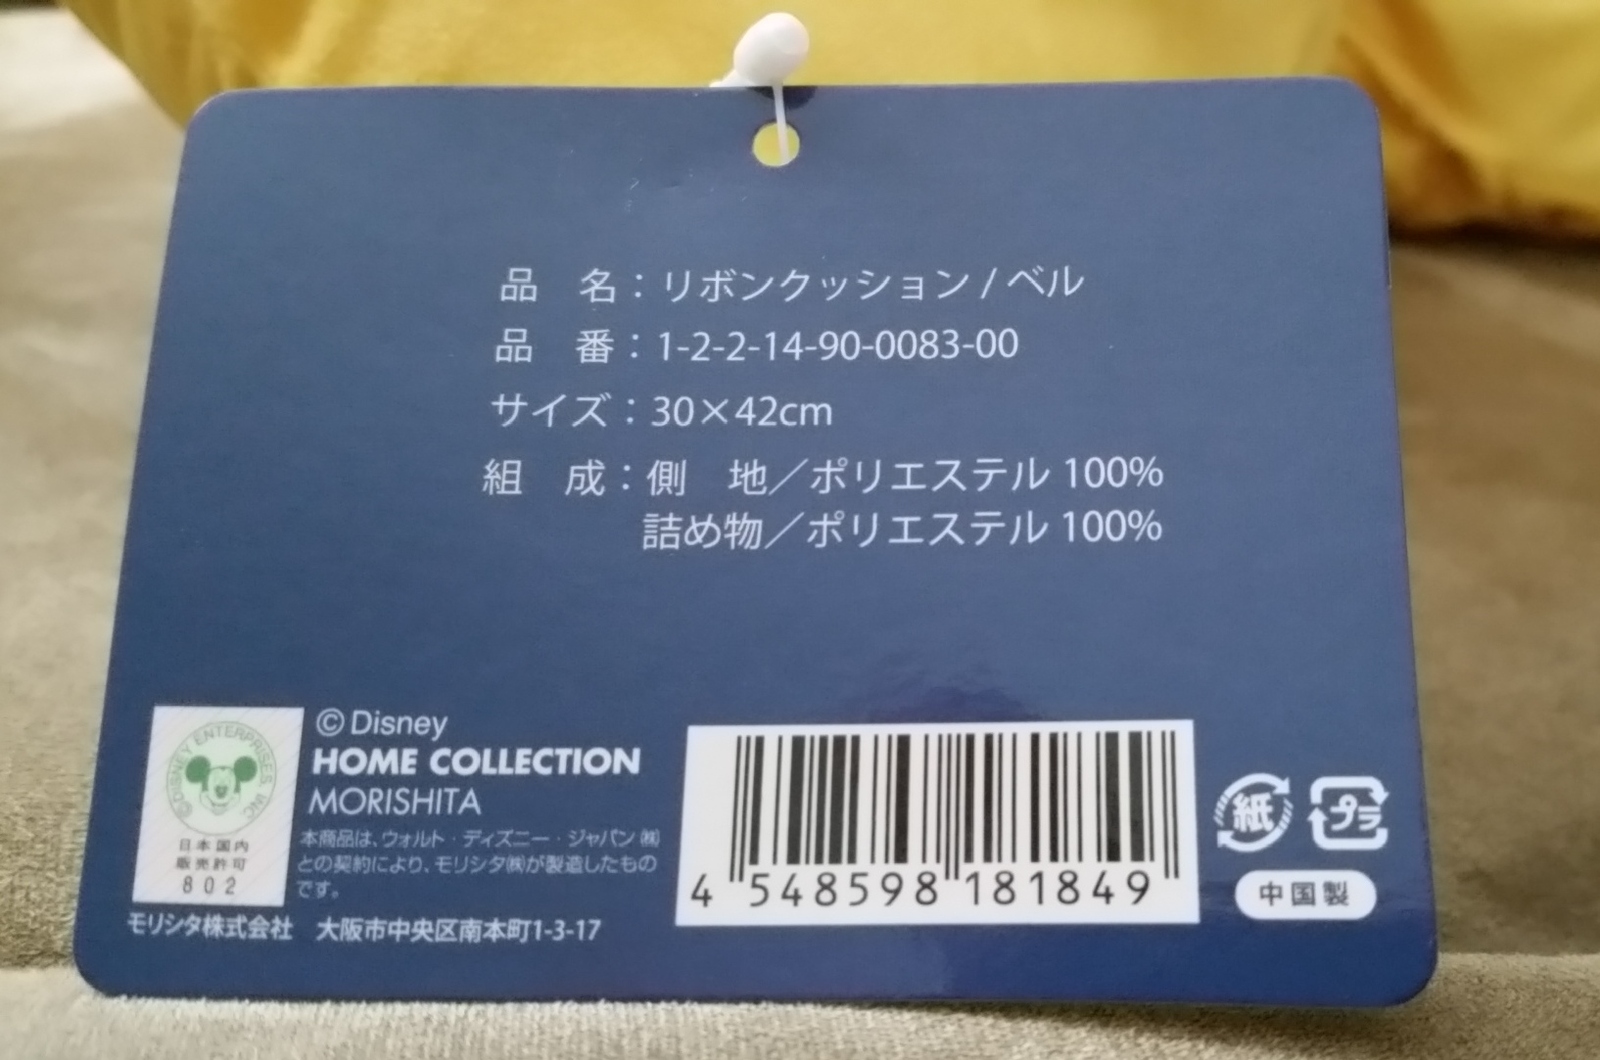 品 名：リボンクッション/ベル
品 番：1-2-2-14-90-0083-00
サイズ：30×42cm
組 成：側 地／ポリエステル 100%
詰め物／ポリエステル 100%
©DISNEY ENTERPRISES, INC.
日本国内
販売許可
802
©Disney
HOME COLLECTION
MORISHITA
本商品は、ウォルト・ディズニー・ジャパン㈱
との契約により、モリシタ㈱が製造したもの
です。
モリシタ株式会社 大阪市中央区南本町1-3-17
4 548598 181849
紙 プラ
中国製